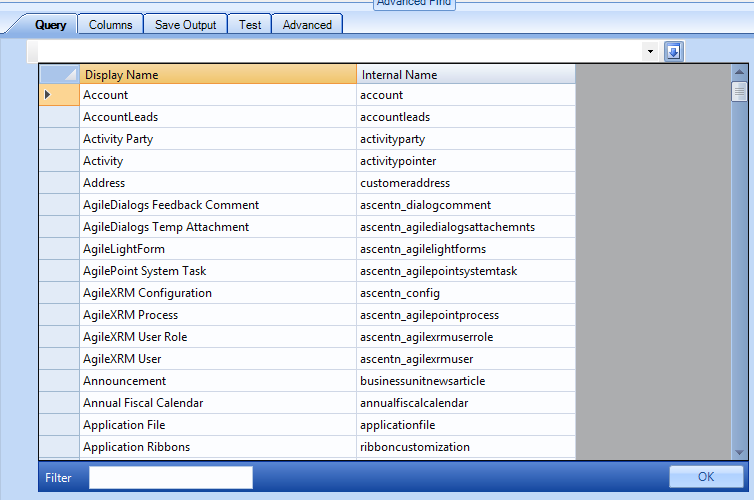 Advanced Find
Query Columns Save Output Test Advanced
Display Name Internal Name
Account account
AccountLeads accountleads
Activity Party activityparty
Activity activitypointer
Address customeraddress
AgileDialogs Feedback Comment ascentn_dialogcomment
AgileDialogs Temp Attachment ascentn_agiledialogsattachemnts
AgileLightForm ascentn_agilelightforms
AgilePoint System Task ascentn_agilepointsystemtask
AgileXRM Configuration ascentn_config
AgileXRM Process ascentn_agilepointprocess
AgileXRM User Role ascentn_agilexrmuserrole
AgileXRM User ascentn_agilexrmuser
Announcement businessunitnewsarticle
Annual Fiscal Calendar annualfiscalcalendar
Application File applicationfile
Application Ribbons ribboncustomization
Filter OK